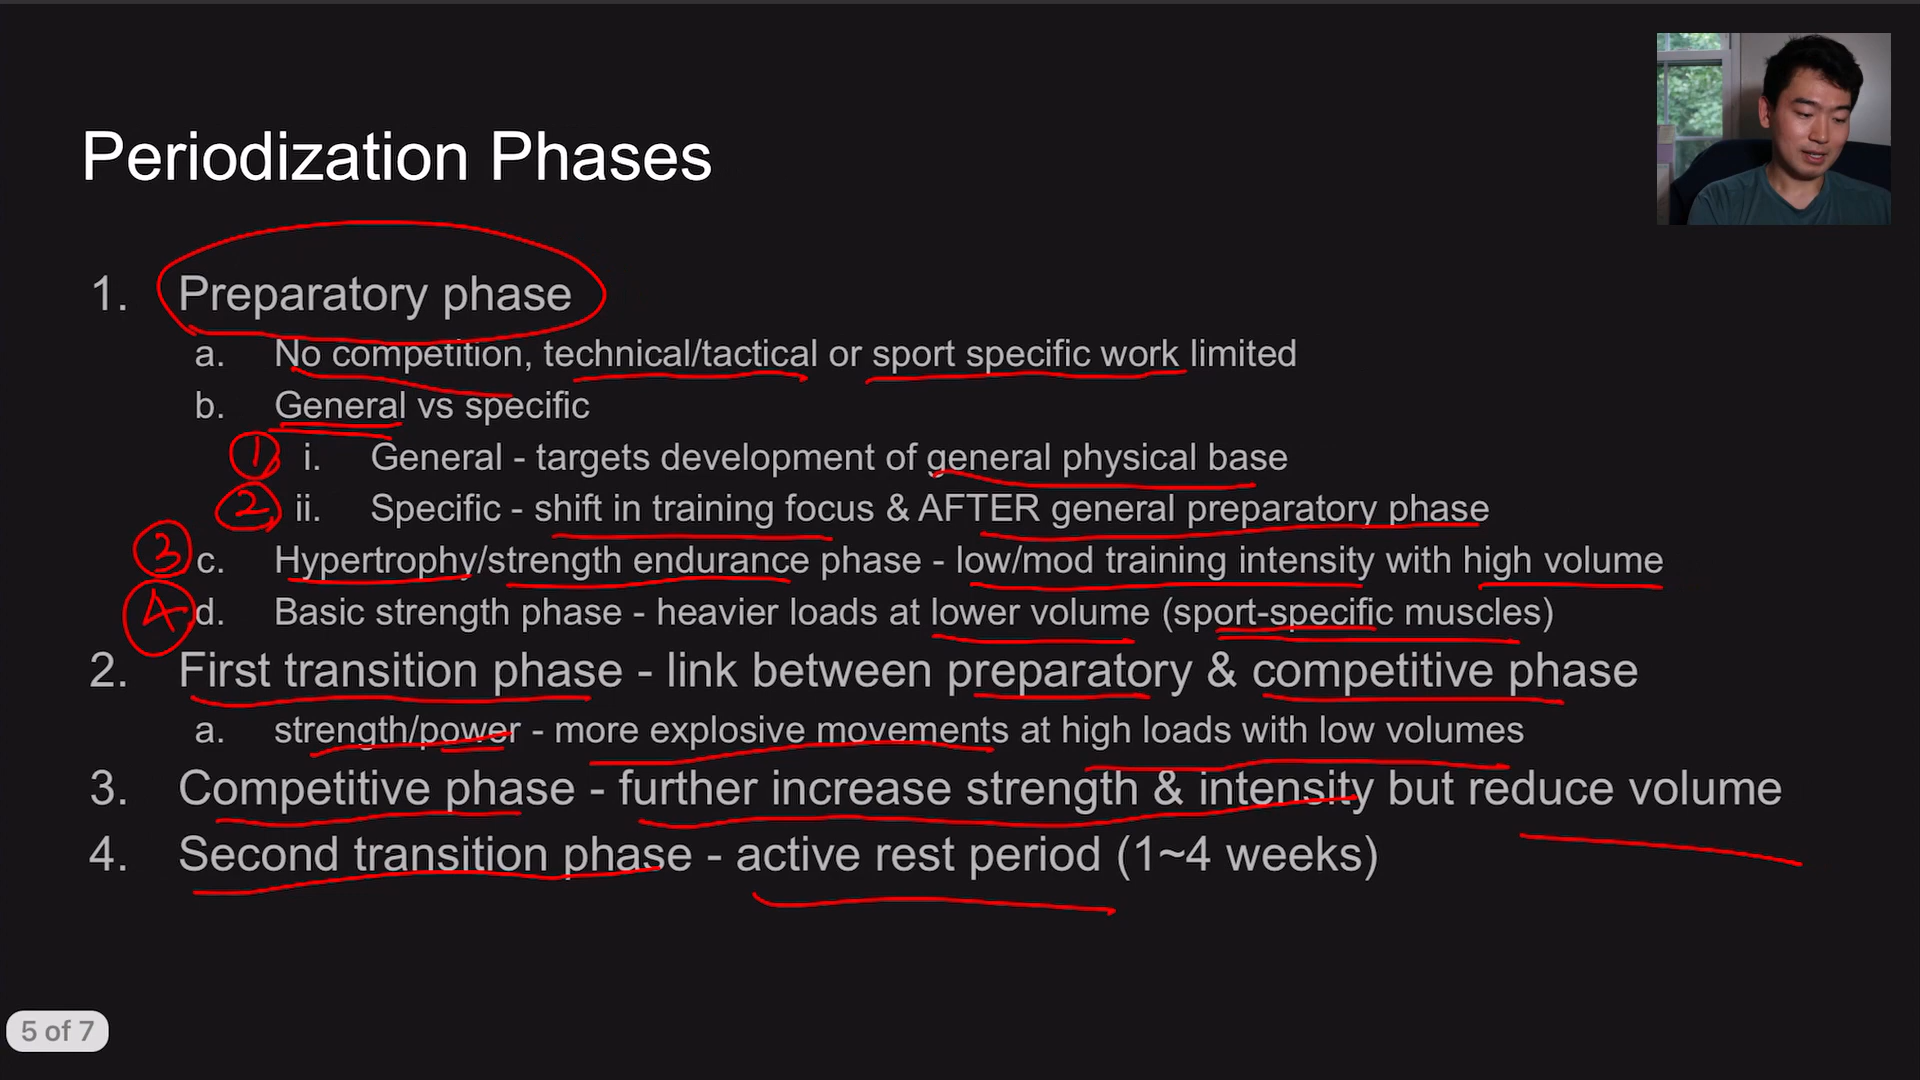 Periodization Phases
1. Preparatory phase
a. No competition, technical/tactical or sport specific work limited
b. General vs specific
1 i. General - targets development of general physical base
2 ii. Specific - shift in training focus & AFTER general preparatory phase
3 c. Hypertrophy/strength endurance phase - low/mod training intensity with high volume
4 d. Basic strength phase - heavier loads at lower volume (sport-specific muscles)
2. First transition phase - link between preparatory & competitive phase
a. strength/power - more explosive movements at high loads with low volumes
3. Competitive phase - further increase strength & intensity but reduce volume
4. Second transition phase - active rest period (1~4 weeks)
5 of 7